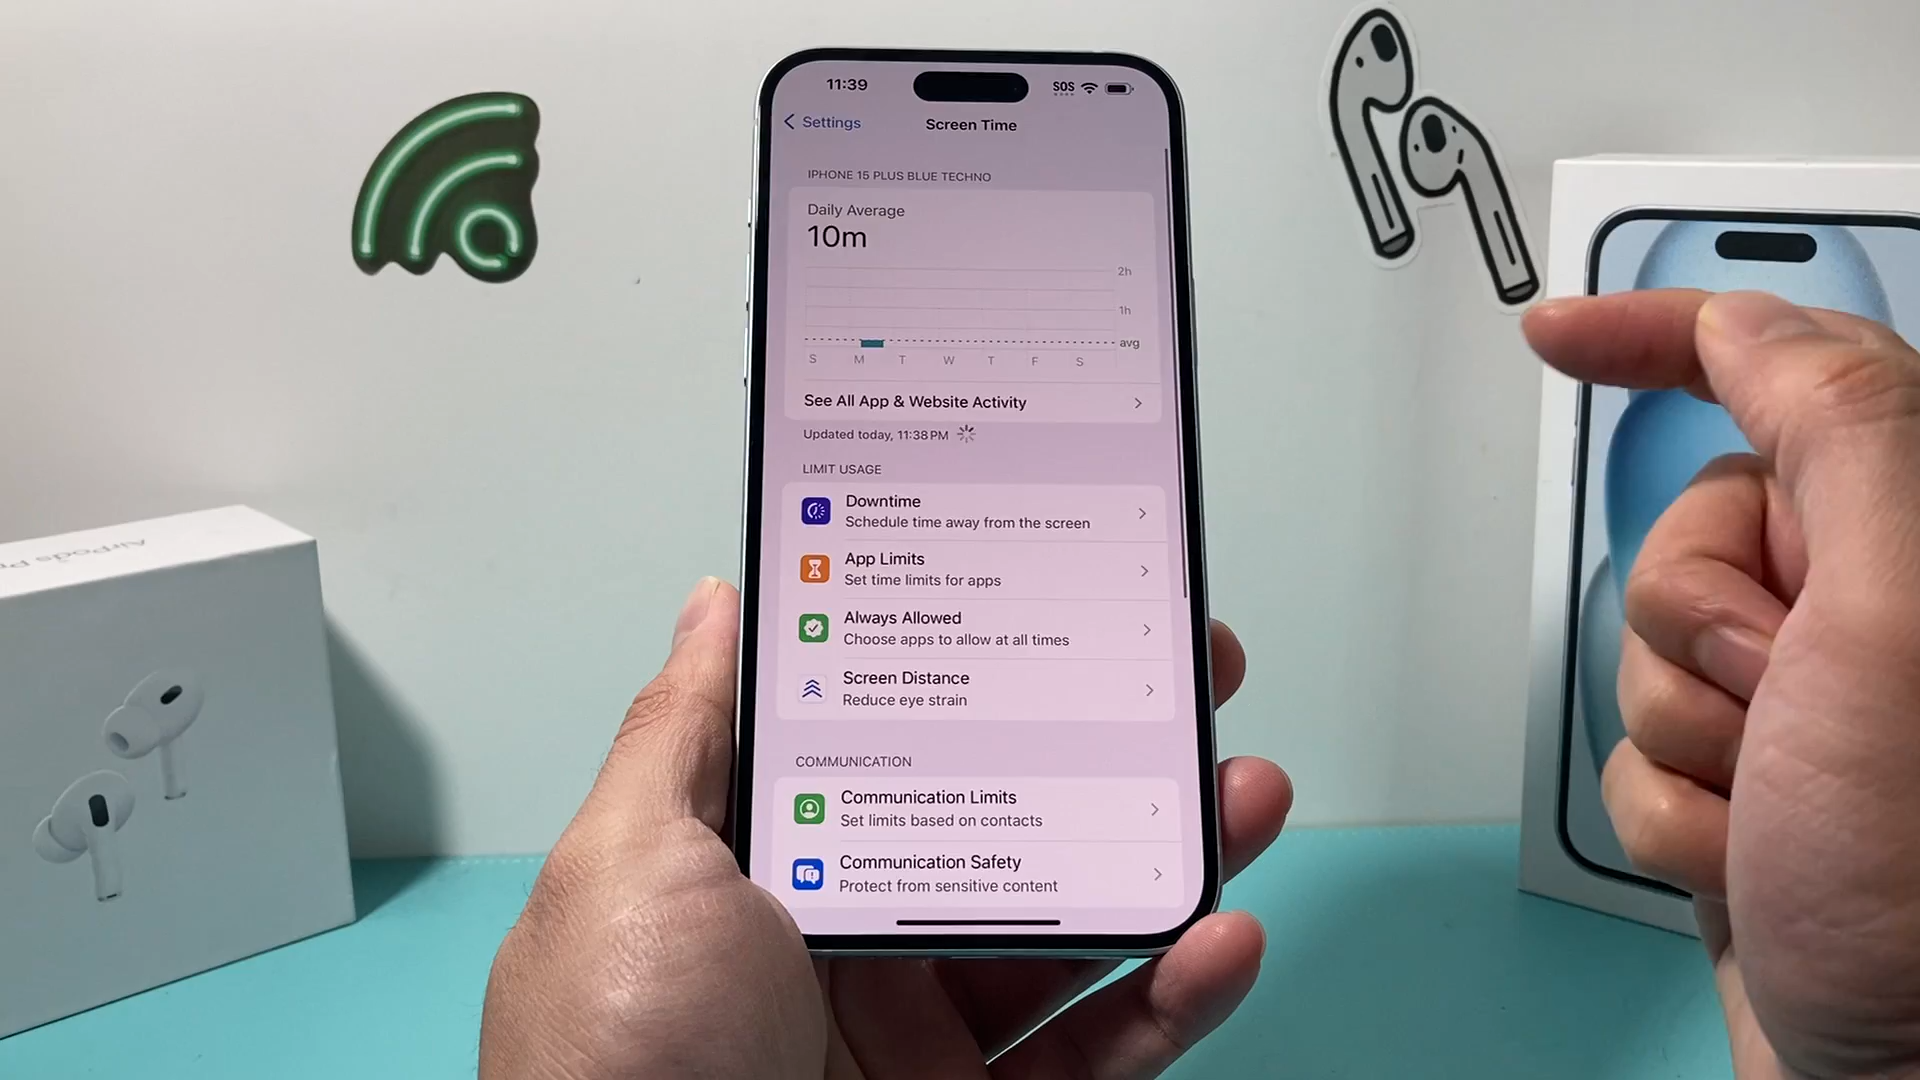 11:39
SOS
Settings
Screen Time
IPHONE 15 PLUS BLUE TECHNO
Daily Average
10m
2h
1h
avg
S M T W T F S
See All App & Website Activity
Updated today, 11:38 PM
LIMIT USAGE
Downtime
Schedule time away from the screen
App Limits
Set time limits for apps
Always Allowed
Choose apps to allow at all times
Screen Distance
Reduce eye strain
COMMUNICATION
Communication Limits
Set limits based on contacts
Communication Safety
Protect from sensitive content
AirPods Pr